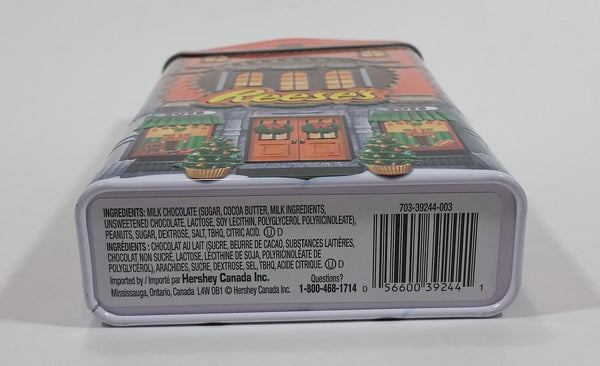 REESE'S
INGREDIENTS: MILK CHOCOLATE (SUGAR, COCOA BUTTER, MILK INGREDIENTS,
UNSWEETENED CHOCOLATE, LACTOSE, SOY LECITHIN, POLYGLYCEROL POLYRICINOLEATE),
PEANUTS, SUGAR, DEXTROSE, SALT, TBHQ, CITRIC ACID. Ⓤ D
INGRÉDIENTS : CHOCOLAT AU LAIT (SUCRE, BEURRE DE CACAO, SUBSTANCES LAITIÈRES,
CHOCOLAT NON SUCRÉ, LACTOSE, LÉCITHINE DE SOJA, POLYRICINOLÉATE DE
POLYGLYCÉROL), ARACHIDES, SUCRE, DEXTROSE, SEL, TBHQ, ACIDE CITRIQUE. Ⓤ D
Imported by / Importé par Hershey Canada Inc. Questions?
Mississauga, Ontario, Canada L4W 0B1 © Hershey Canada Inc. 1-800-468-1714
703-39244-003
0 56600 39244 1